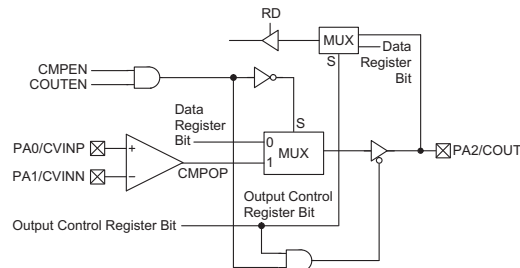 RD
MUX
S
Data
Register
Bit
CMPEN
COUTEN
Data
Register
Bit
S
0
1
MUX
PA0/CVINP
+
PA1/CVINN
−
CMPOP
PA2/COUT
Output Control
Register Bit
Output Control Register Bit